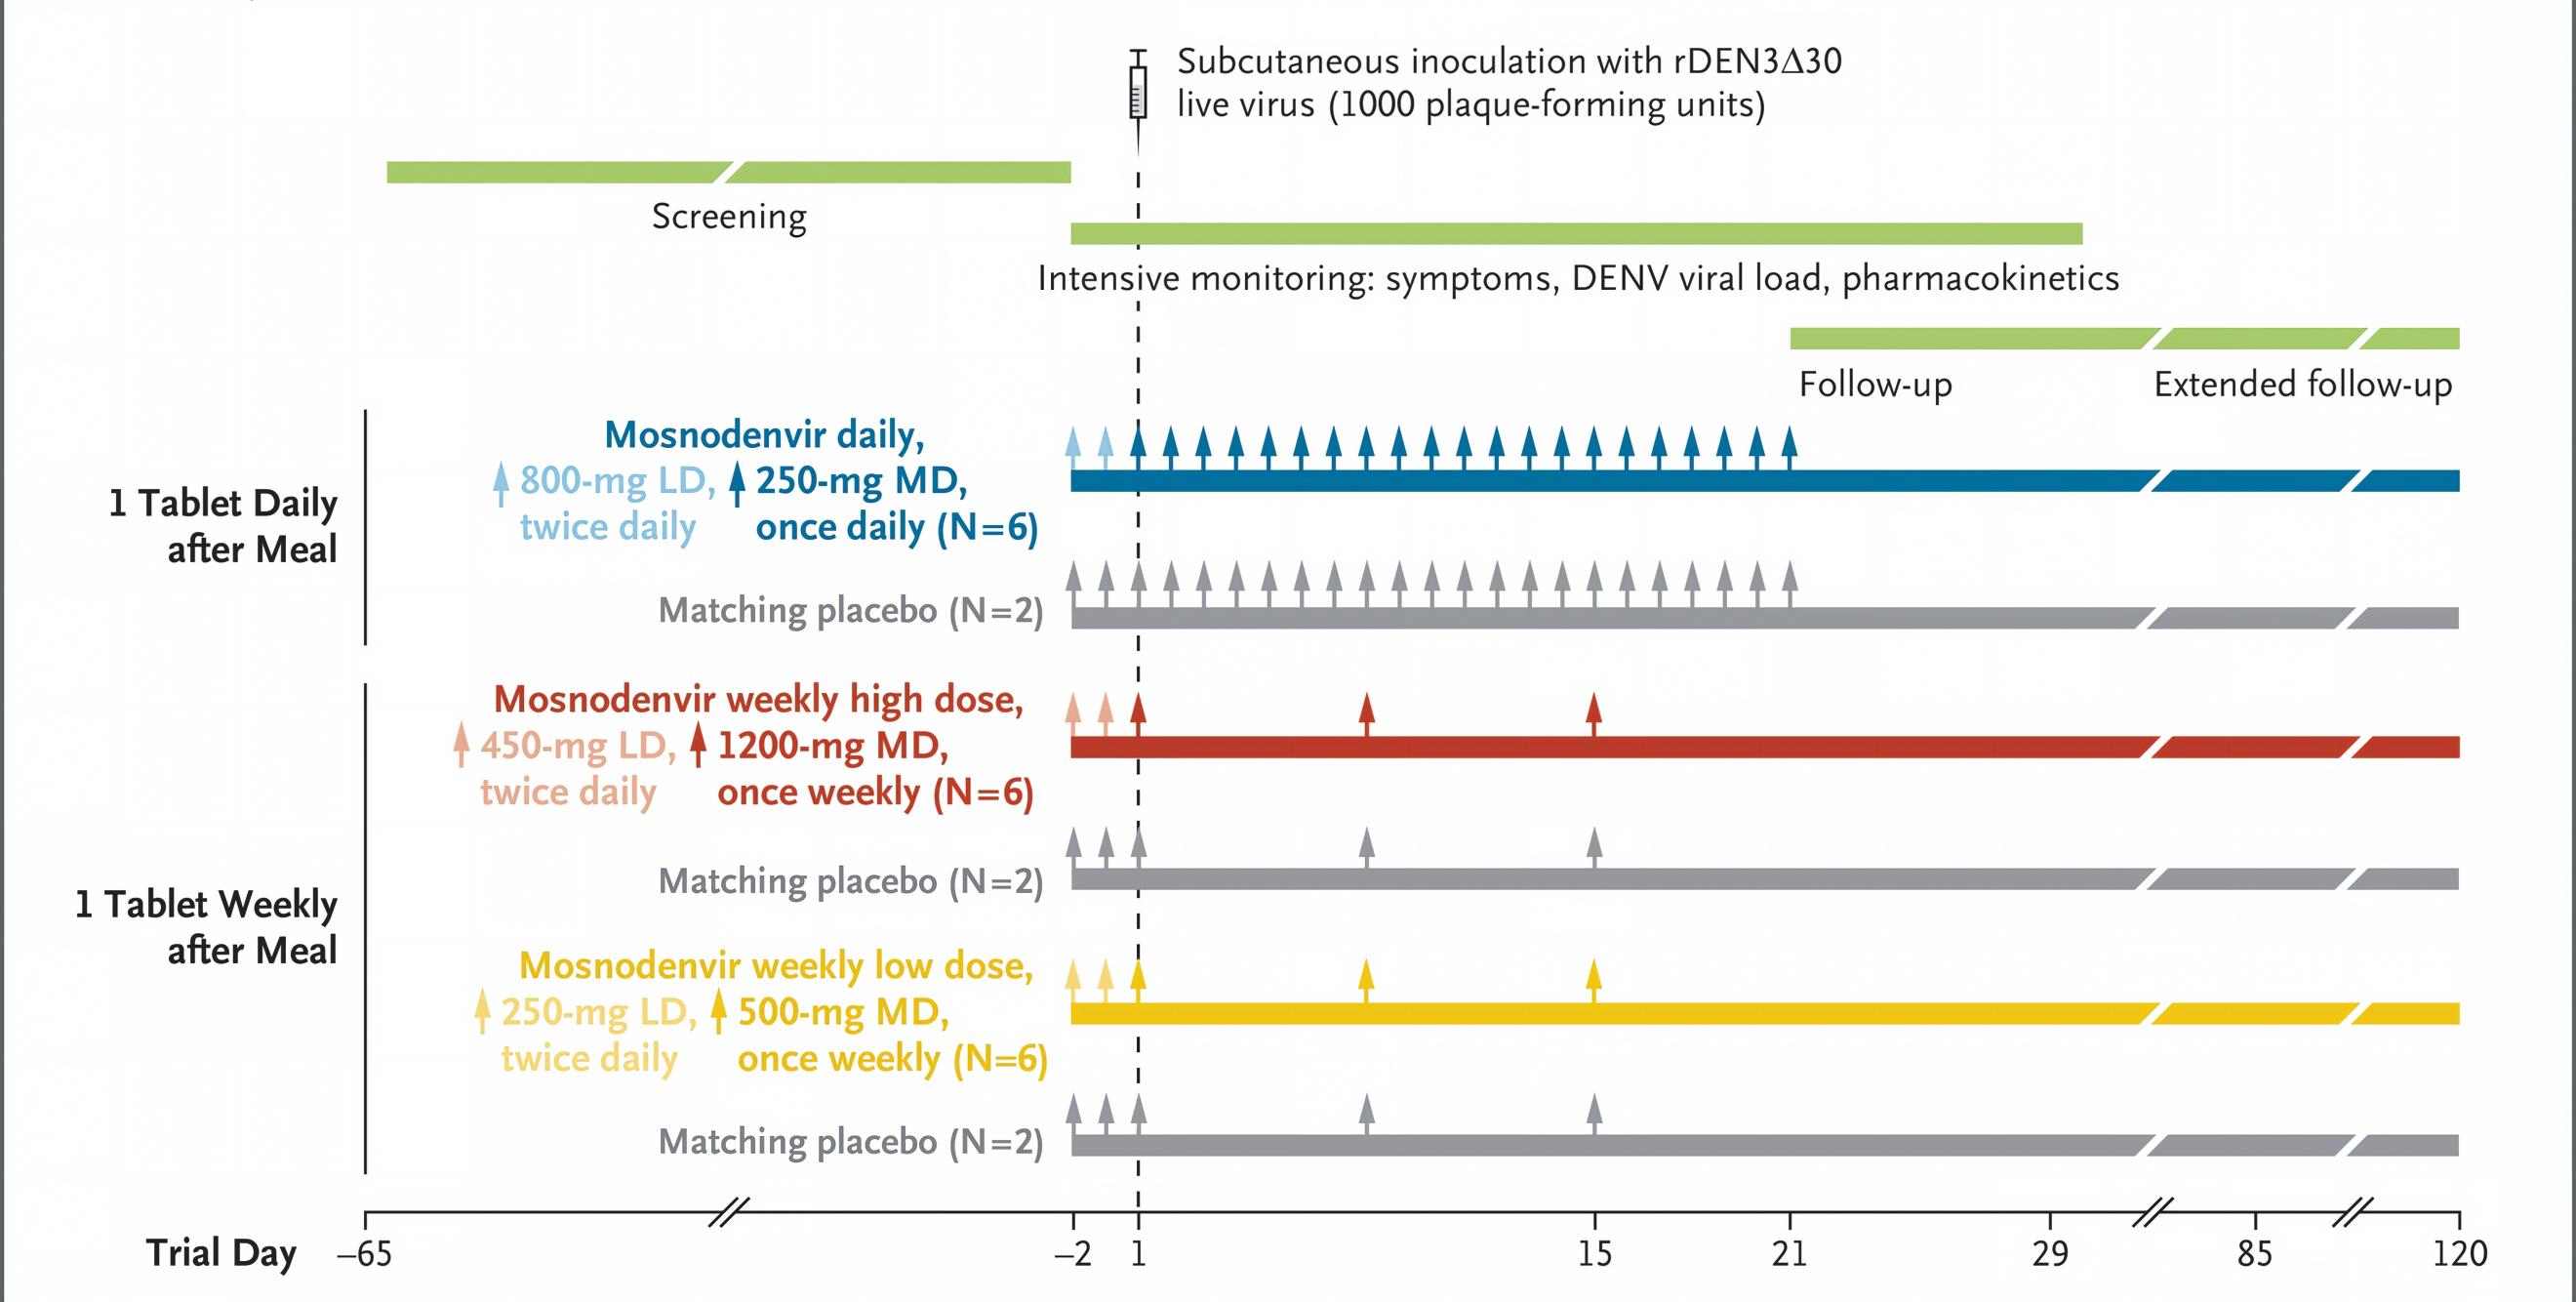 Subcutaneous inoculation with rDEN3Δ30
live virus (1000 plaque-forming units)
Screening
Intensive monitoring: symptoms, DENV viral load, pharmacokinetics
Follow-up
Extended follow-up
1 Tablet Daily
after Meal
Mosnodenvir daily,
800-mg LD, 250-mg MD,
twice daily once daily (N=6)
Matching placebo (N=2)
1 Tablet Weekly
after Meal
Mosnodenvir weekly high dose,
450-mg LD, 1200-mg MD,
twice daily once weekly (N=6)
Matching placebo (N=2)
Mosnodenvir weekly low dose,
250-mg LD, 500-mg MD,
twice daily once weekly (N=6)
Matching placebo (N=2)
Trial Day –65 –2 1 15 21 29 85 120